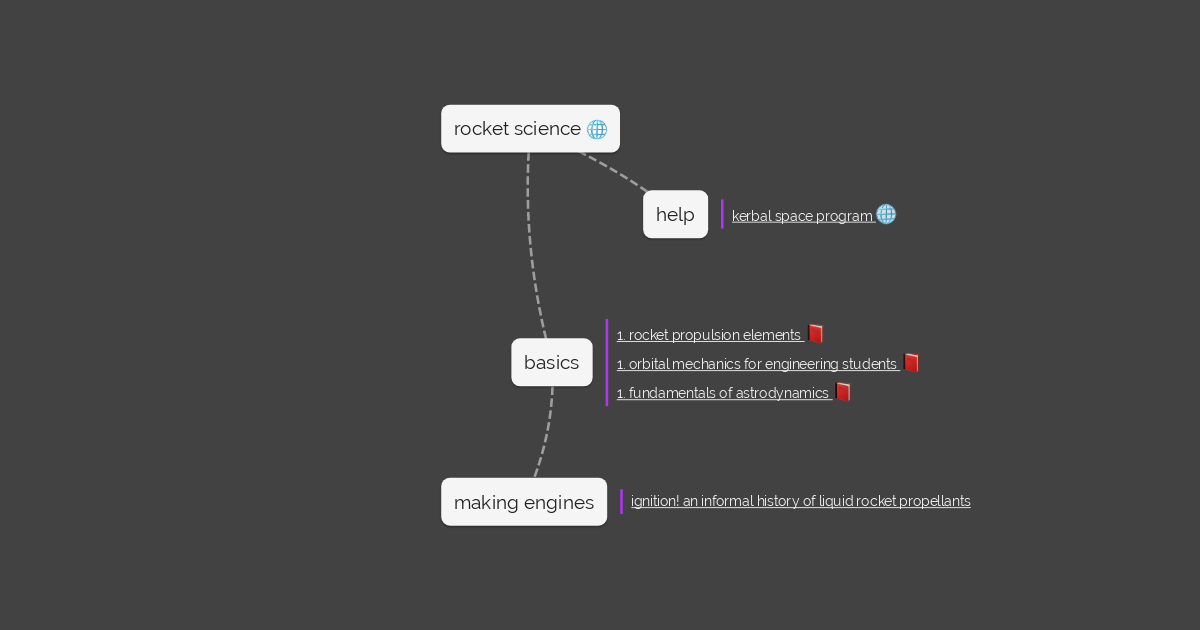 rocket science
help
kerbal space program
1. rocket propulsion elements
1. orbital mechanics for engineering students
basics
1. fundamentals of astrodynamics
making engines
ignition! an informal history of liquid rocket propellants